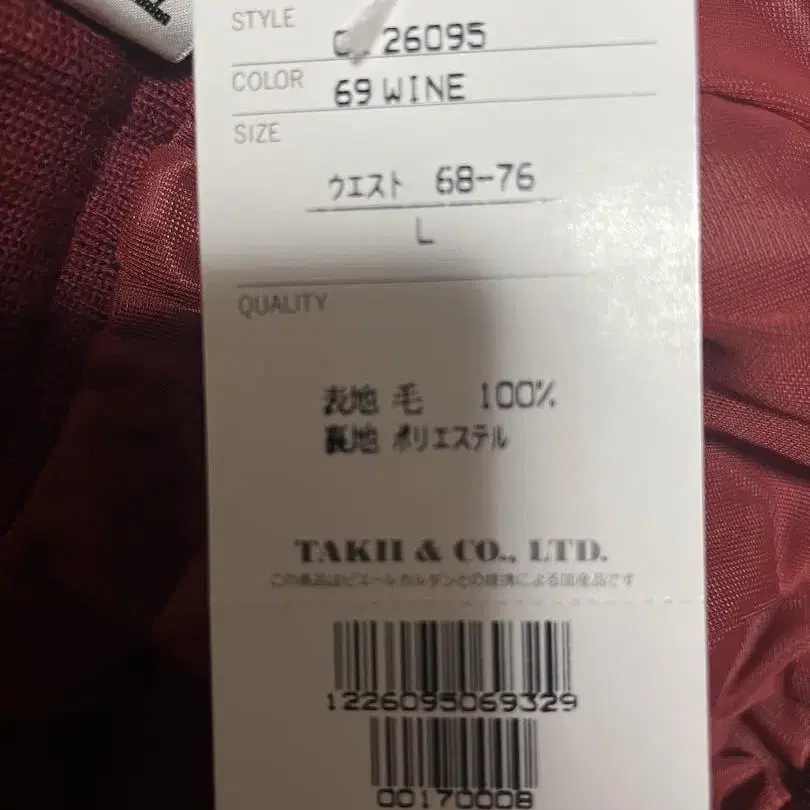 STYLE
26095
COLOR
69 WINE
SIZE
ウエスト 68-76
L
QUALITY
表地 毛 100%
裏地 ポリエステル
TAKII & CO., LTD.
この商品はピエールカルダンとの提携による国産品です
1226095069329
00170008